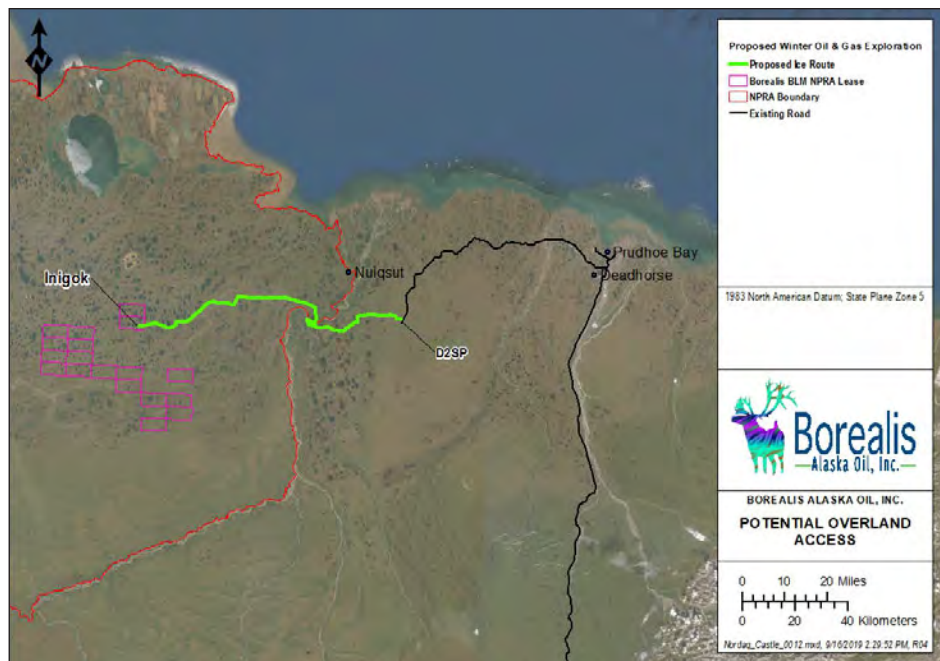 N
Inigok
Nuiqsut
D2SP
Prudhoe Bay
Deadhorse
Proposed Winter Oil & Gas Exploration
Proposed Ice Route
Borealis BLM NPRA Lease
NPRA Boundary
Existing Road
1983 North American Datum; State Plane Zone 5
Borealis
Alaska Oil, Inc.
BOREALIS ALASKA OIL, INC.
POTENTIAL OVERLAND
ACCESS
0 10 20 Miles
0 20 40 Kilometers
Nordaq_Castle_0012.mxd, 9/16/2019 2:29:52 PM, R04